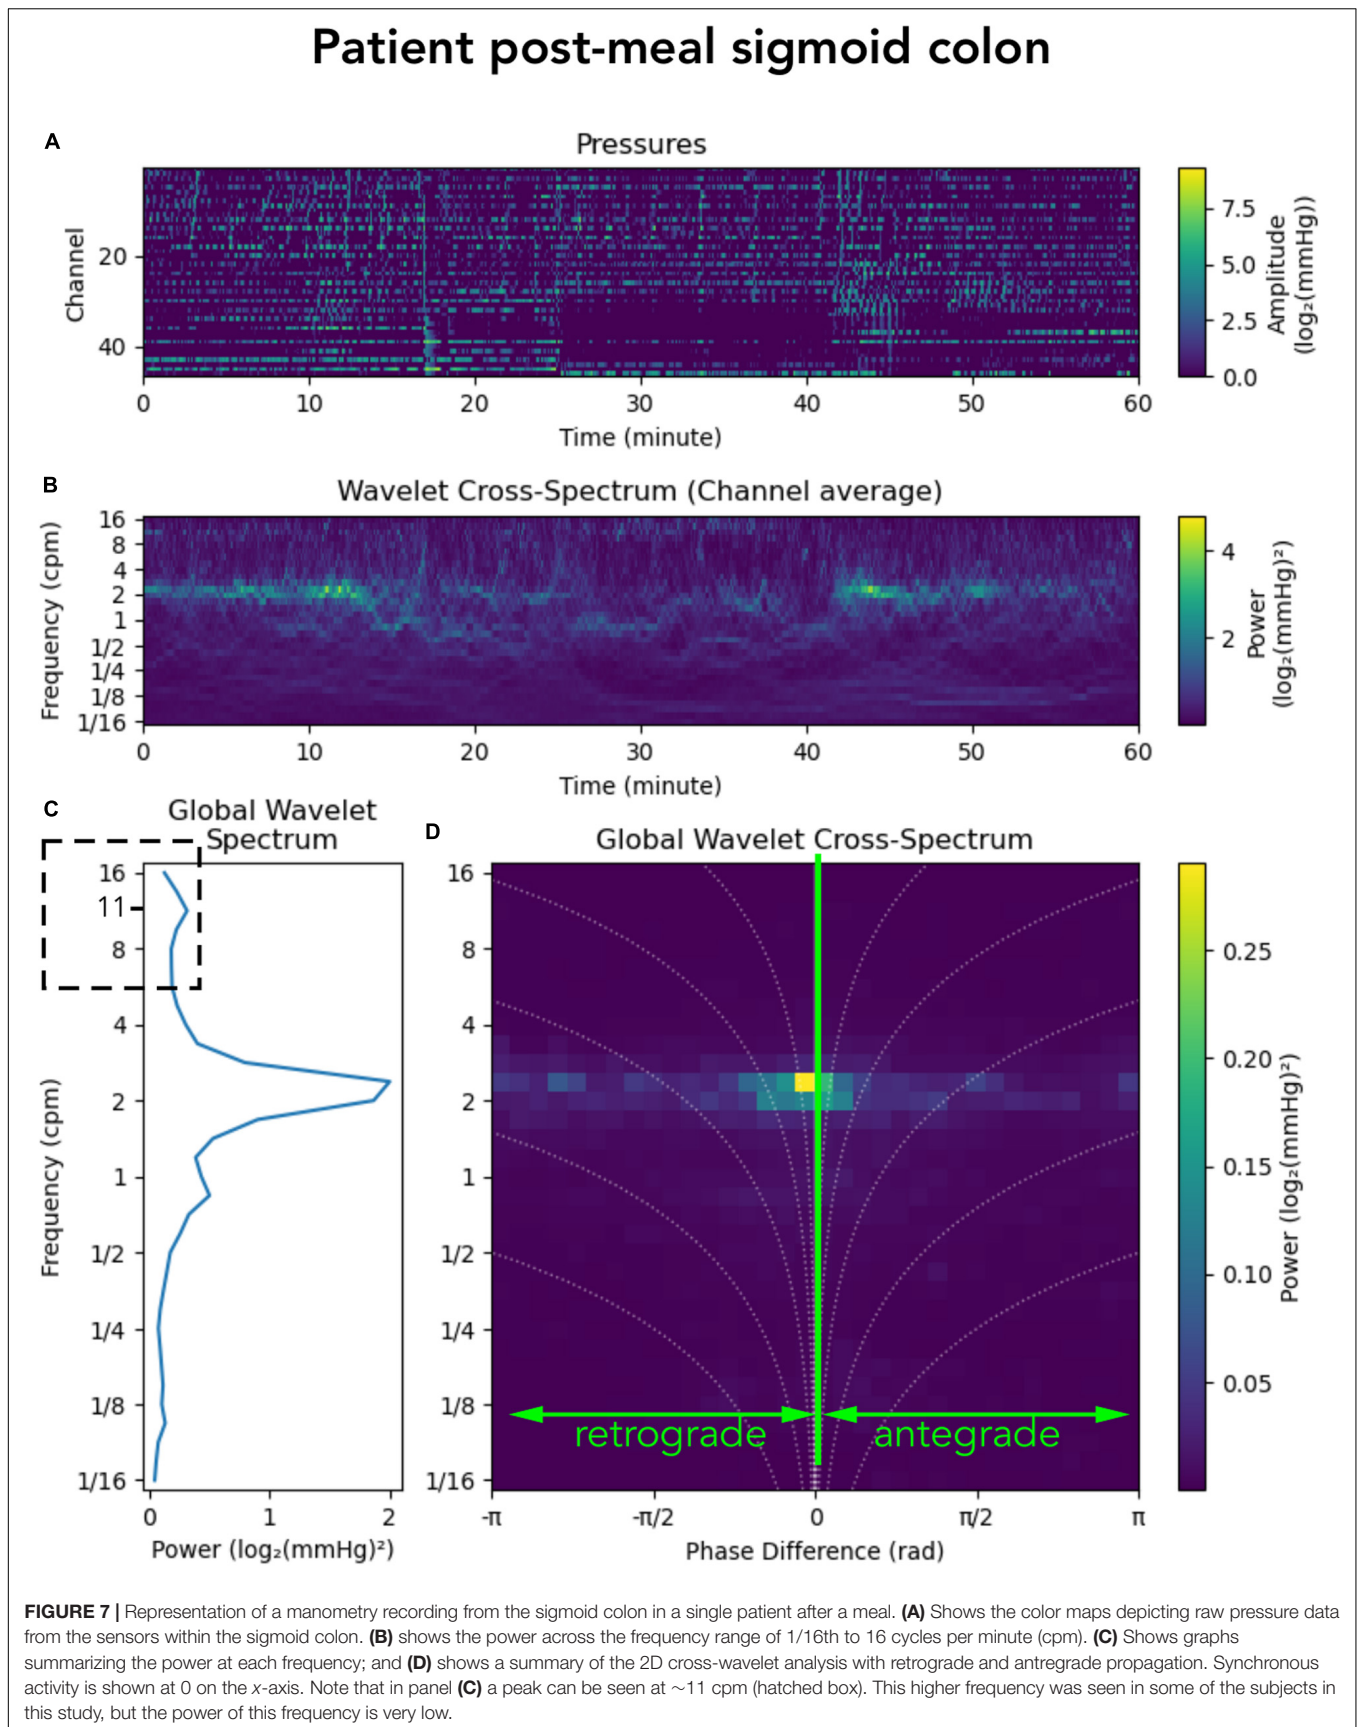 Patient post-meal sigmoid colon
A
Pressures
Channel
20
40
0 10 20 30 40 50 60
Time (minute)
7.5
5.0
2.5
0.0
Amplitude
(log₂(mmHg))
B
Wavelet Cross-Spectrum (Channel average)
Frequency (cpm)
16
8
4
2
1
1/2
1/4
1/8
1/16
0 10 20 30 40 50 60
Time (minute)
4
2
Power
(log₂(mmHg)²)
C
Global Wavelet
Spectrum
Frequency (cpm)
16
11
8
4
2
1
1/2
1/4
1/8
1/16
0 1 2
Power (log₂(mmHg)²)
D
Global Wavelet Cross-Spectrum
16
8
4
2
1
1/2
1/4
1/8
1/16
retrograde antegrade
-π -π/2 0 π/2 π
Phase Difference (rad)
0.25
0.20
0.15
0.10
0.05
Power (log₂(mmHg)²)
FIGURE 7 | Representation of a manometry recording from the sigmoid colon in a single patient after a meal. (A) Shows the color maps depicting raw pressure data
from the sensors within the sigmoid colon. (B) shows the power across the frequency range of 1/16th to 16 cycles per minute (cpm). (C) Shows graphs
summarizing the power at each frequency; and (D) shows a summary of the 2D cross-wavelet analysis with retrograde and antregrade propagation. Synchronous
activity is shown at 0 on the x-axis. Note that in panel (C) a peak can be seen at ∼11 cpm (hatched box). This higher frequency was seen in some of the subjects in
this study, but the power of this frequency is very low.